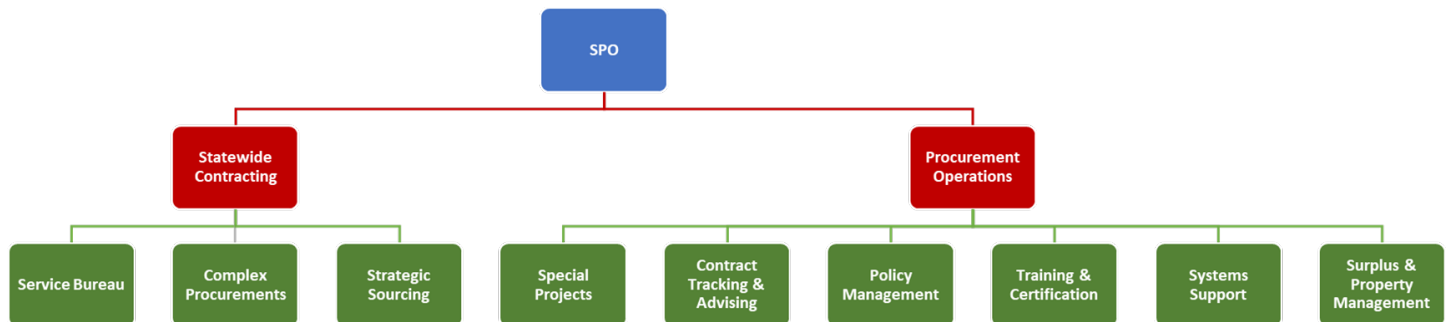 SPO
Statewide
Contracting
Procurement
Operations
Service Bureau
Complex
Procurements
Strategic
Sourcing
Special
Projects
Contract
Tracking &
Advising
Policy
Management
Training &
Certification
Systems
Support
Surplus &
Property
Management